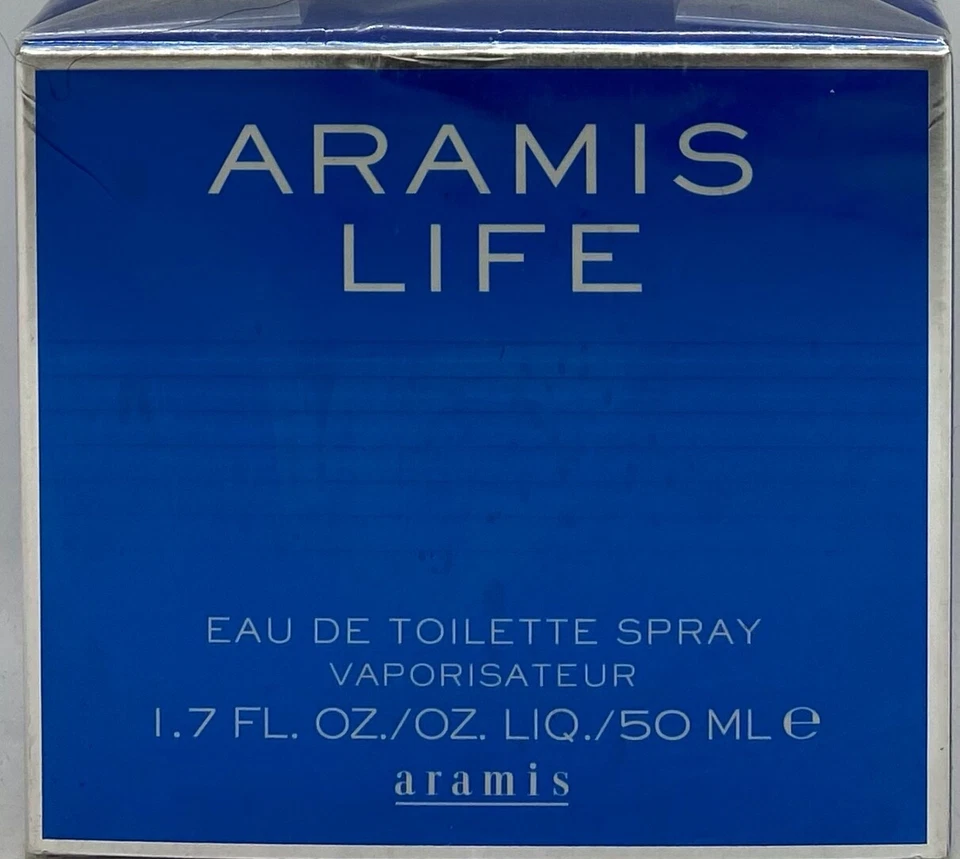 ARAMIS
LIFE
EAU DE TOILETTE SPRAY
VAPORISATEUR
1.7 FL. OZ./OZ. LIQ./50 ML ℮
aramis